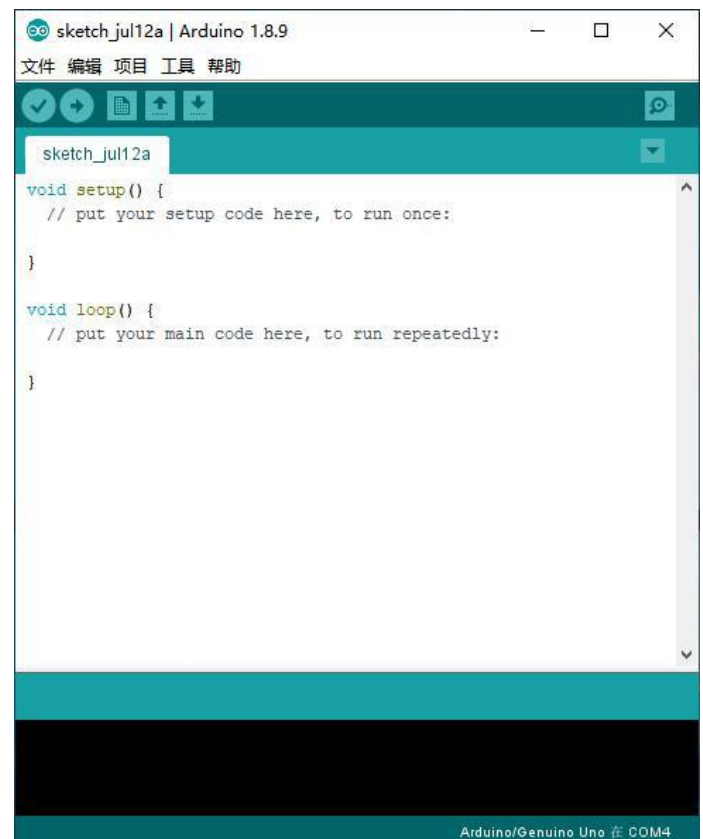 sketch_jul12a | Arduino 1.8.9
文件 编辑 项目 工具 帮助
sketch_jul12a
void setup() {
  // put your setup code here, to run once:
}
void loop() {
  // put your main code here, to run repeatedly:
}
Arduino/Genuino Uno 在 COM4